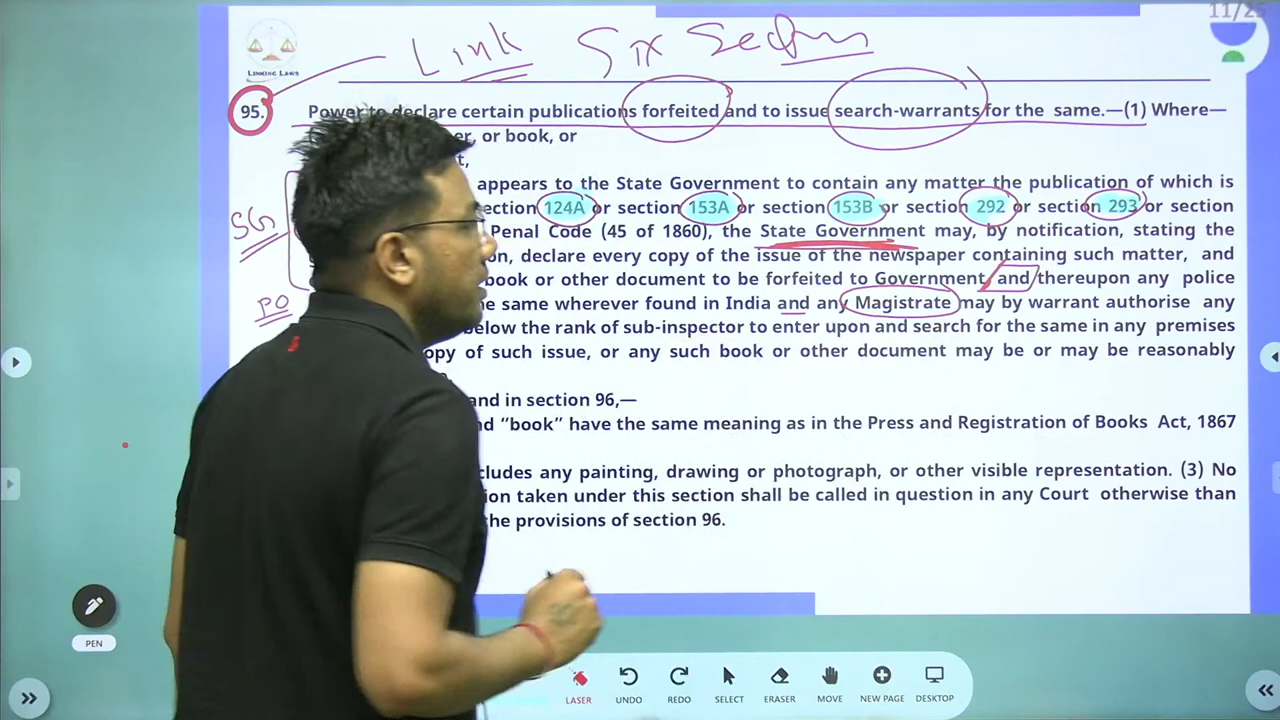 11/25
Link Six Section
LINKING LAWS
95. Power to declare certain publications forfeited and to issue search-warrants for the same.—(1) Where—
or book, or
appears to the State Government to contain any matter the publication of which is
124A or section 153A or section 153B or section 292 or section 293 or section
SG
Penal Code (45 of 1860), the State Government may, by notification, stating the
declare every copy of the issue of the newspaper containing such matter, and
book or other document to be forfeited to Government, and thereupon any police
PO
same wherever found in India and any Magistrate may by warrant authorise any
below the rank of sub-inspector to enter upon and search for the same in any premises
of such issue, or any such book or other document may be or may be reasonably
and in section 96,—
"book" have the same meaning as in the Press and Registration of Books Act, 1867
any painting, drawing or photograph, or other visible representation. (3) No
taken under this section shall be called in question in any Court otherwise than
the provisions of section 96.
PEN
LASER UNDO REDO SELECT ERASER MOVE NEW PAGE DESKTOP